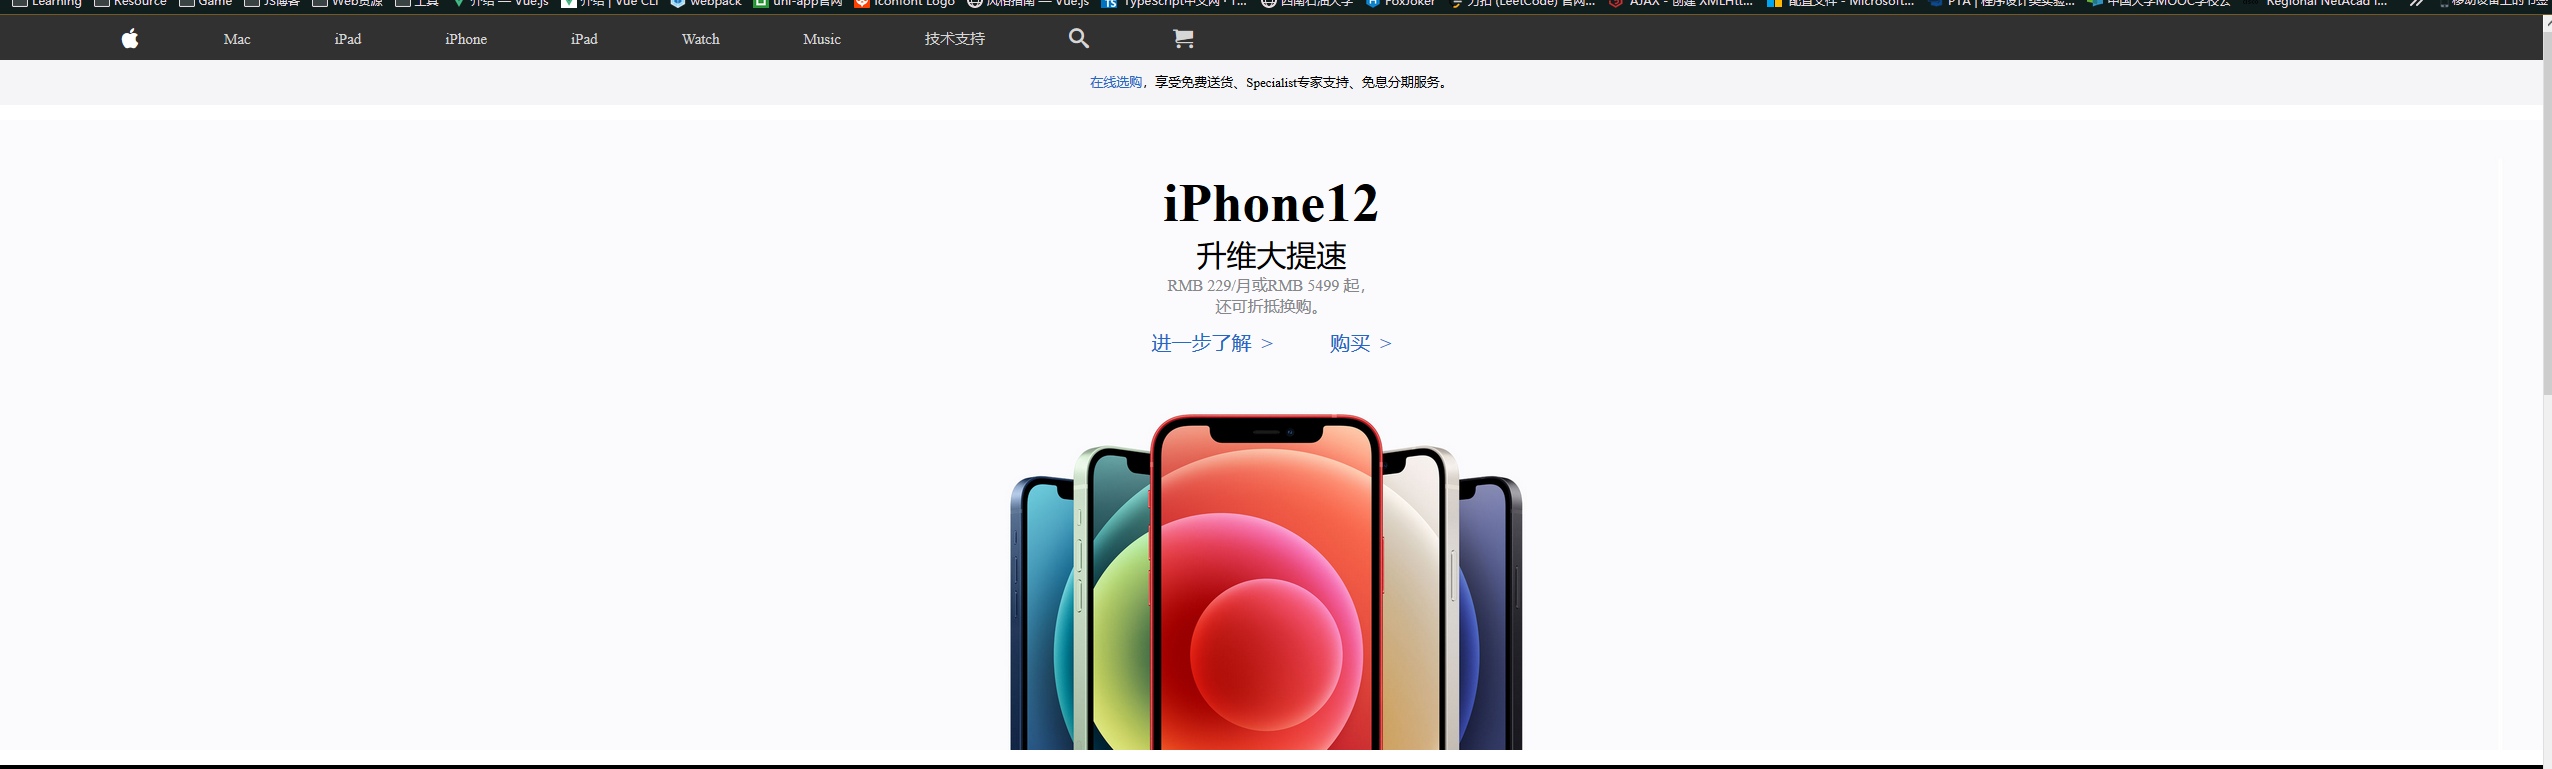 Learning Resource Game JS博客 Web资源 工具 介绍 — Vue.js 介绍 | Vue CLI webpack uni-app官网 Iconfont Logo 风格指南 — Vue.js TypeScript中文网 · T... 西南石油大学 FoxJoker 力扣 (LeetCode) 官网... AJAX - 创建 XMLHtt... 配置文件 - Microsoft... PTA | 程序设计类实验... 中国大学MOOC学校云 Regional NetAcad I... 移动设备上的书签
Mac iPad iPhone iPad Watch Music 技术支持
在线选购，享受免费送货、Specialist专家支持、免息分期服务。
iPhone12
升维大提速
RMB 229/月或RMB 5499 起，
还可折抵换购。
进一步了解 > 购买 >